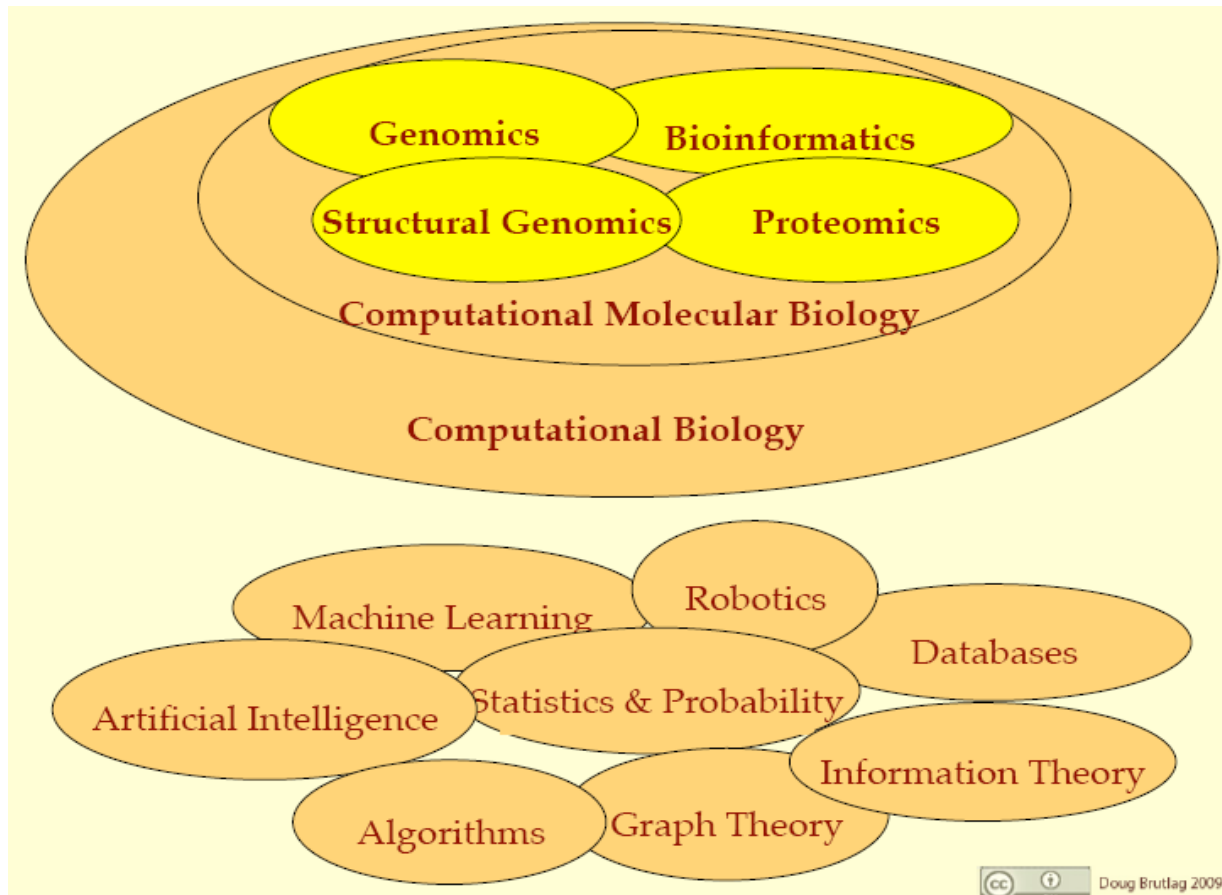 Genomics
Bioinformatics
Structural Genomics
Proteomics
Computational Molecular Biology
Computational Biology
Machine Learning
Robotics
Databases
Artificial Intelligence
Statistics & Probability
Information Theory
Algorithms
Graph Theory
cc
Doug Brutlag 2009